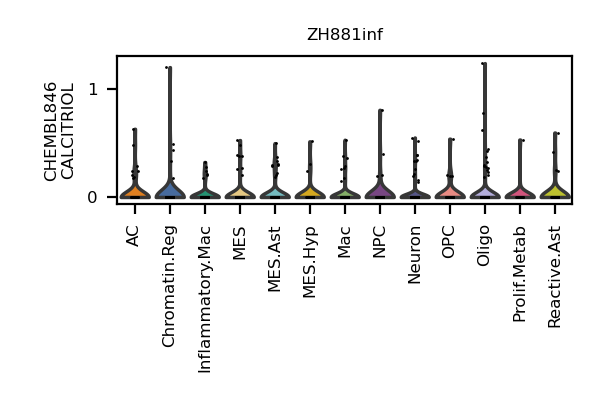 ZH881inf
CHEMBL846
CALCITRIOL
1
0
AC
Chromatin.Reg
Inflammatory.Mac
MES
MES.Ast
MES.Hyp
Mac
NPC
Neuron
OPC
Oligo
Prolif.Metab
Reactive.Ast